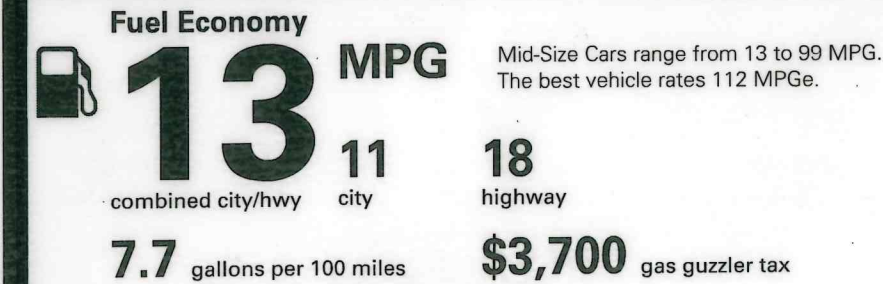 Fuel Economy
13 MPG
Mid-Size Cars range from 13 to 99 MPG.
The best vehicle rates 112 MPGe.
11
18
combined city/hwy
city
highway
7.7 gallons per 100 miles
$3,700 gas guzzler tax